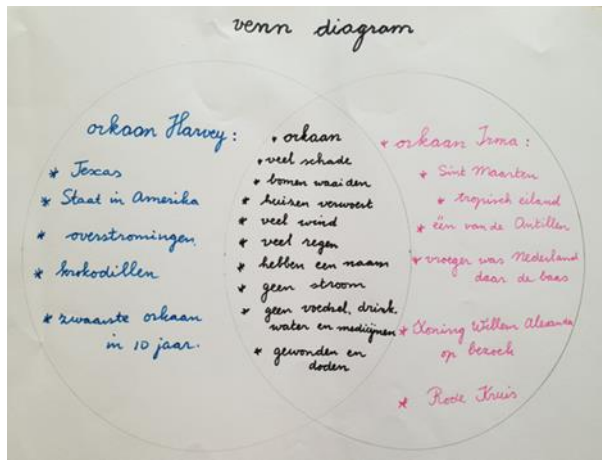 venn diagram
orkaan Harvey:
* Texas
* Staat in Amerika
* overstromingen
* krokodillen
* zwaarste orkaan
in 10 jaar.
* orkaan
* veel schade
* bomen waaiden
* huizen verwoest
* veel wind
* veel regen
* hebben een naam
* geen stroom
* geen voedsel, drink.
water en medicijnen
* gewonden en
doden
* orkaan Irma:
* Sint Maarten
* tropisch eiland
* één van de Antillen
* vroeger was Nederland
daar de baas
* Koning Willem
op bezoek
* Rode Kruis